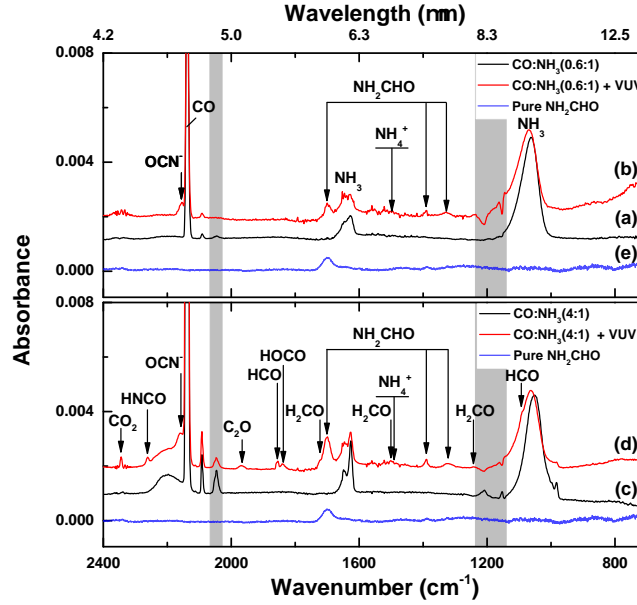 Wavelength (µm)
4.2 5.0 6.3 8.3 12.5
0.008
0.004
0.000
CO:NH₃(0.6:1)
CO:NH₃(0.6:1) + VUV
Pure NH₂CHO
NH₂CHO
CO
NH₄⁺
OCN⁻
NH₃
NH₃
(b)
(a)
(e)
Absorbance
0.008
0.004
0.000
CO:NH₃(4:1)
CO:NH₃(4:1) + VUV
Pure NH₂CHO
NH₂CHO
OCN⁻
HOCO
HCO
HCO
HNCO
NH₄⁺
CO₂
C₂O
H₂CO
H₂CO
H₂CO
(d)
(c)
(e)
2400 2000 1600 1200 800
Wavenumber (cm⁻¹)